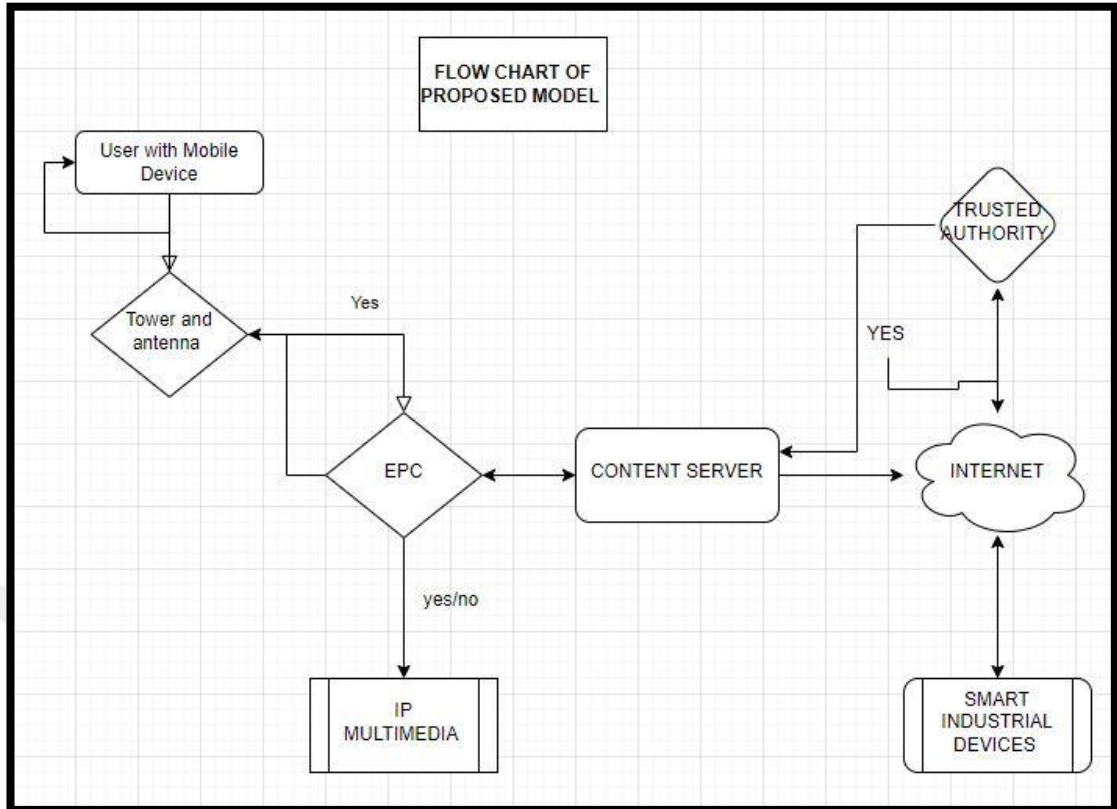 FLOW CHART OF
PROPOSED MODEL
User with Mobile
Device
TRUSTED
AUTHORITY
Yes
Tower and
antenna
YES
EPC
CONTENT SERVER
INTERNET
yes/no
IP
MULTIMEDIA
SMART
INDUSTRIAL
DEVICES